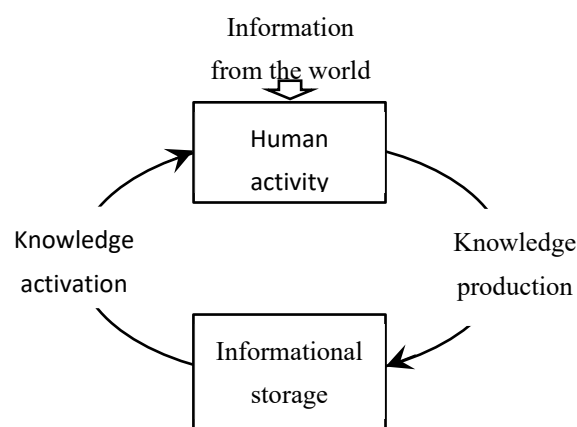 Information
from the world
Human
activity
Knowledge
activation
Knowledge
production
Informational
storage